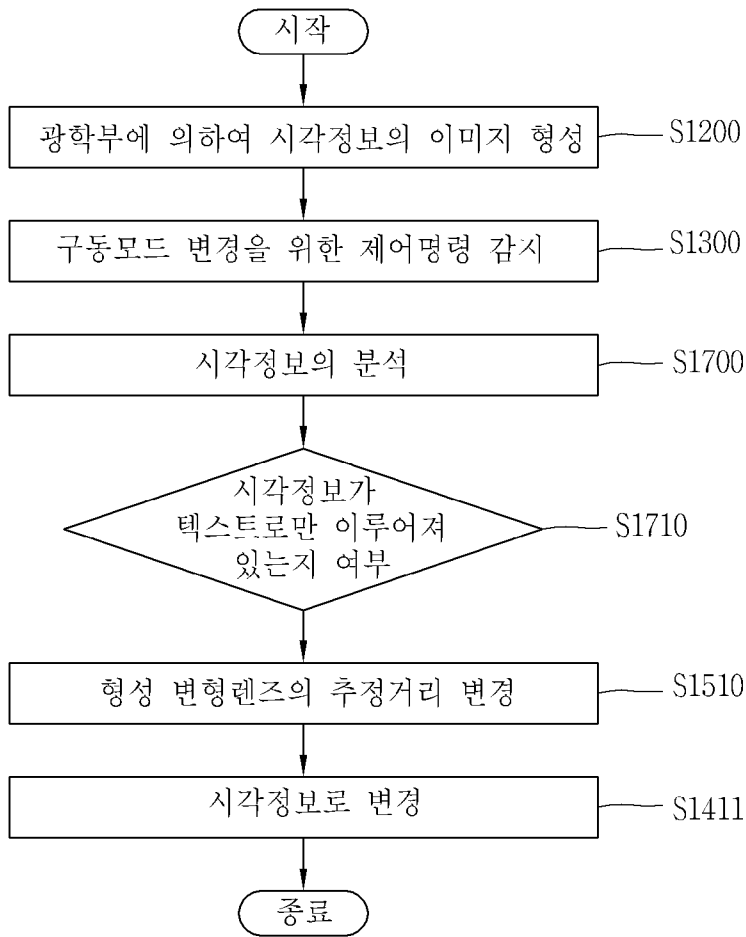 시작
광학부에 의하여 시각정보의 이미지 형성
S1200
구동모드 변경을 위한 제어명령 감시
S1300
시각정보의 분석
S1700
시각정보가
텍스트로만 이루어져
있는지 여부
S1710
형성 변형렌즈의 추정거리 변경
S1510
시각정보로 변경
S1411
종료